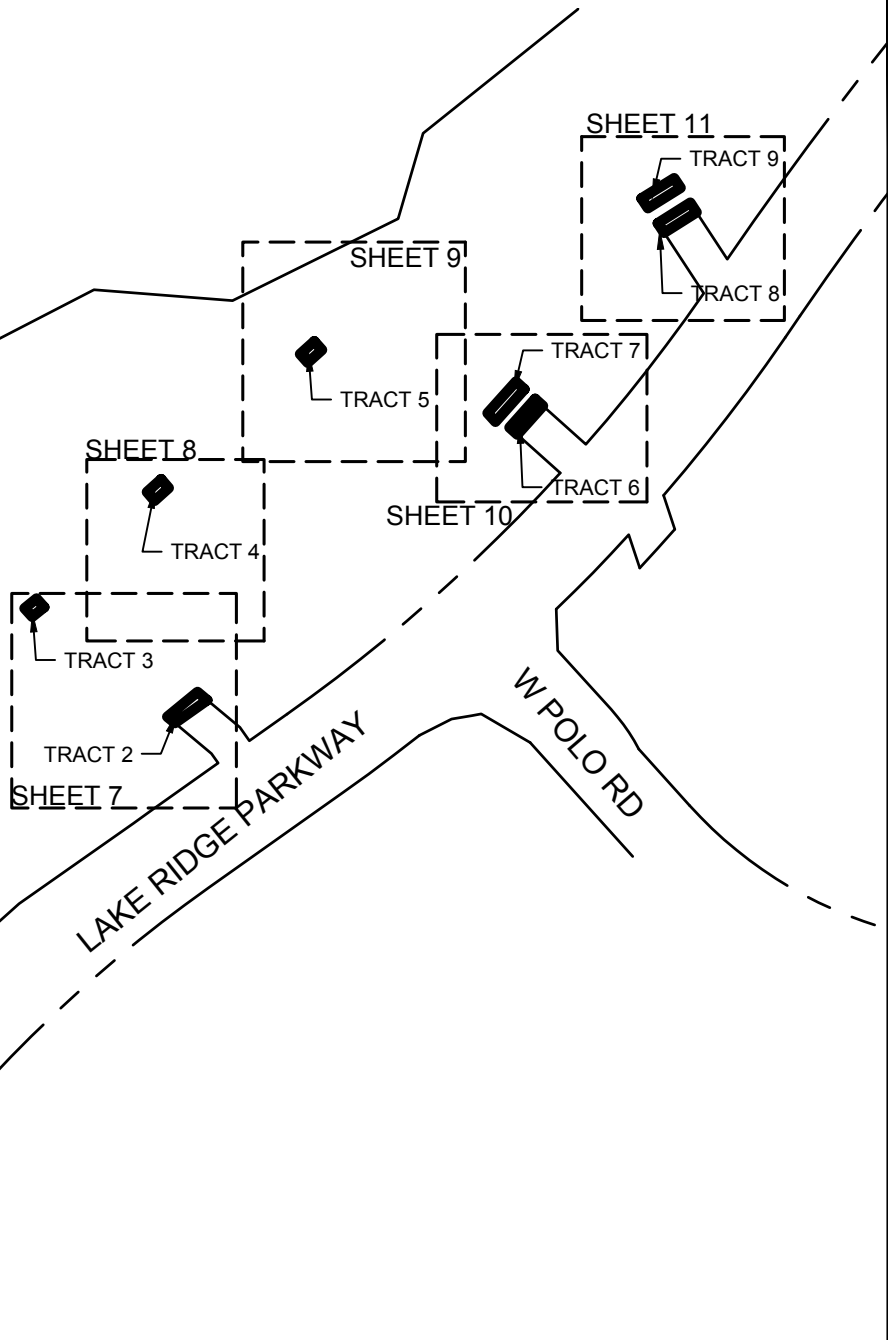 SHEET 11
TRACT 9
SHEET 9
TRACT 8
TRACT 7
TRACT 5
SHEET 8
TRACT 6
SHEET 10
TRACT 4
TRACT 3
W POLO RD
TRACT 2
SHEET 7
LAKE RIDGE PARKWAY